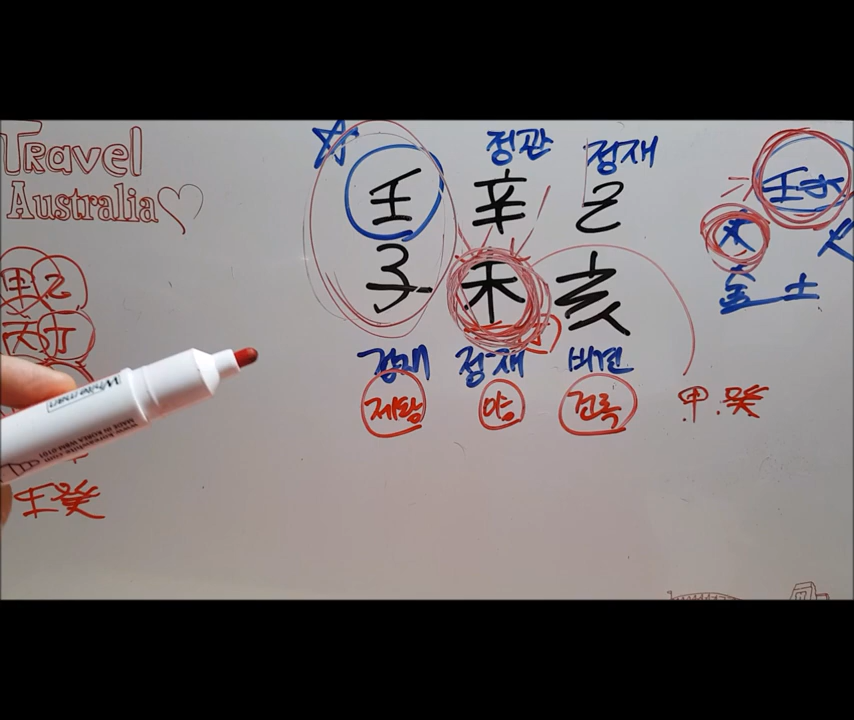 Travel
Australia
정관 정재
壬 辛 己
子 未 亥
겁재 정재 비견
제왕 양 건록
甲.癸
壬水
火
金 土
甲乙
丙丁
壬癸